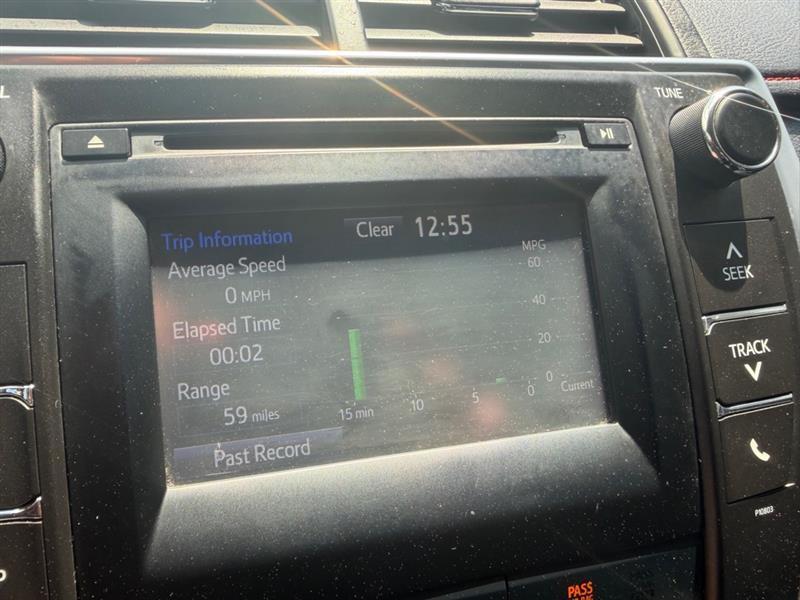 L
TUNE
Trip Information
Clear
12:55
Average Speed
MPG
0 MPH
60
Elapsed Time
40
00:02
20
Range
0
59 miles
15 min
10
5
0
Current
Past Record
SEEK
TRACK
P10803
PASS